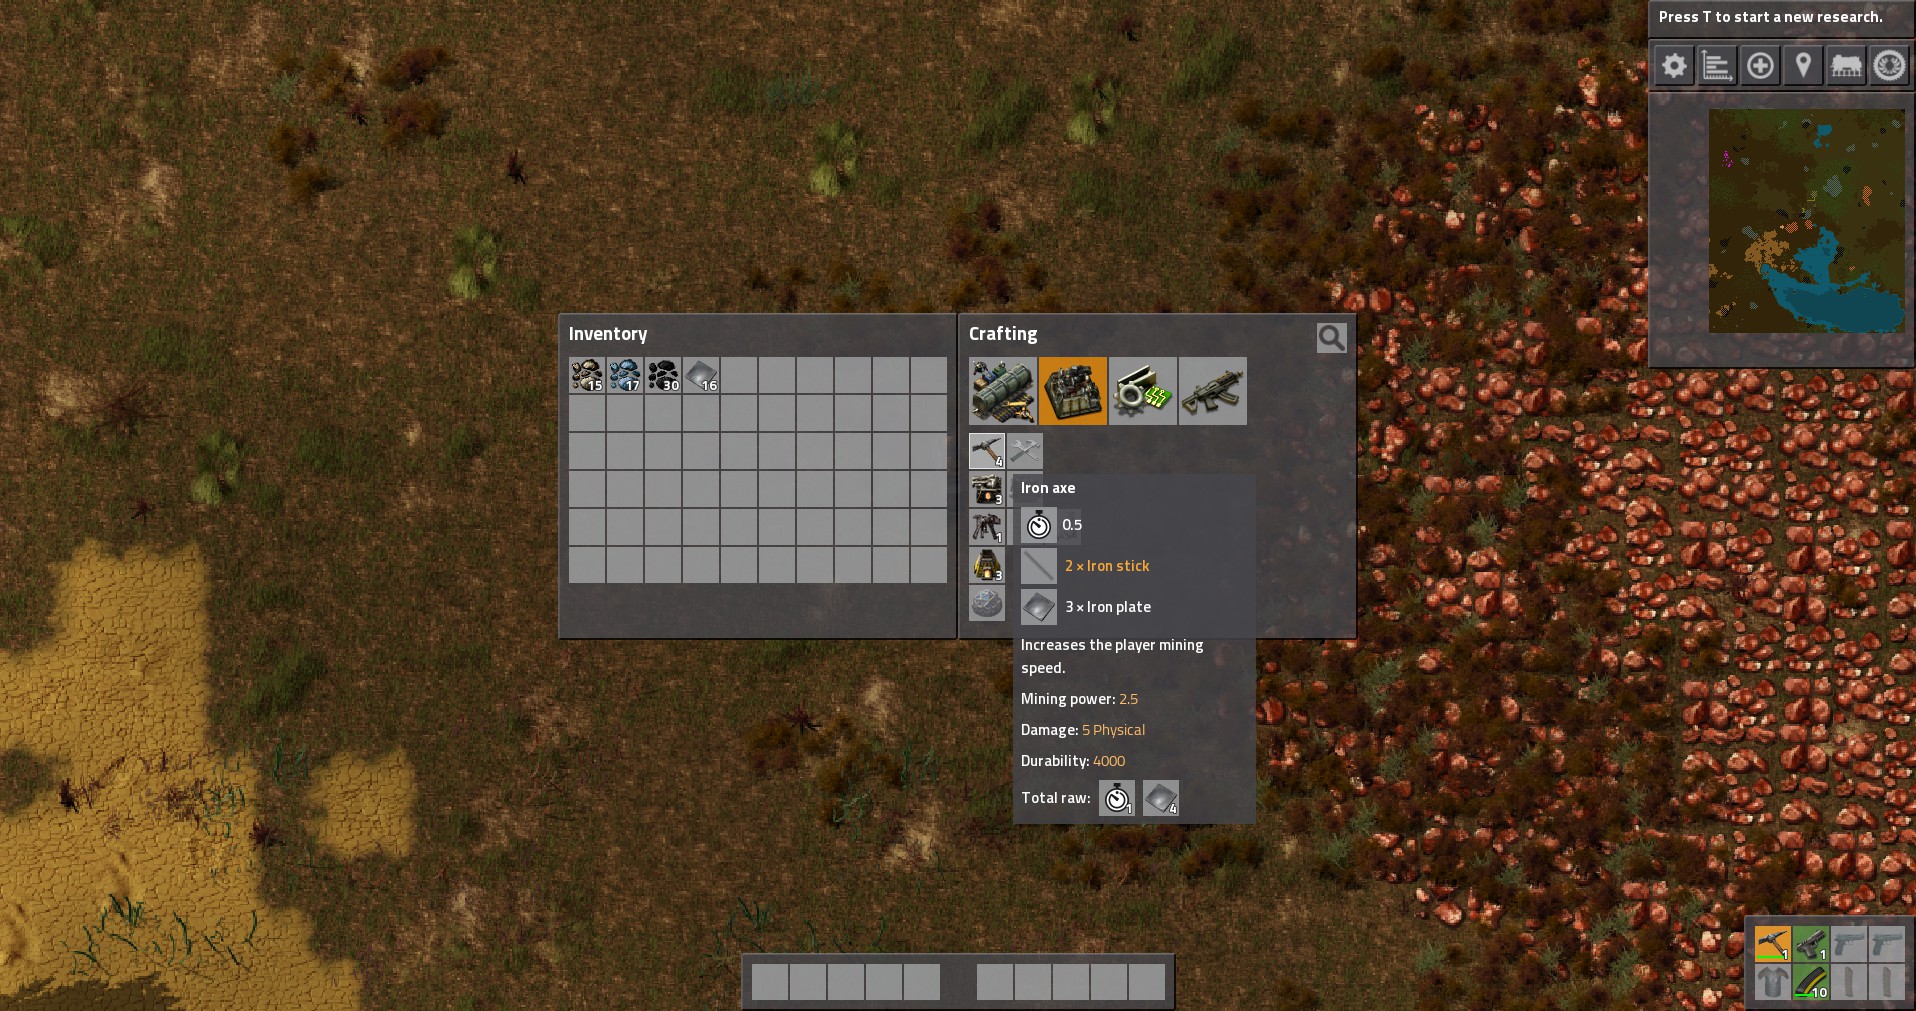 Press T to start a new research.
Inventory
Crafting
15
17
30
16
4
3
1
3
Iron axe
0.5
2 × Iron stick
3 × Iron plate
Increases the player mining
speed.
Mining power: 2.5
Damage: 5 Physical
Durability: 4000
Total raw:
1
4
1
1
10